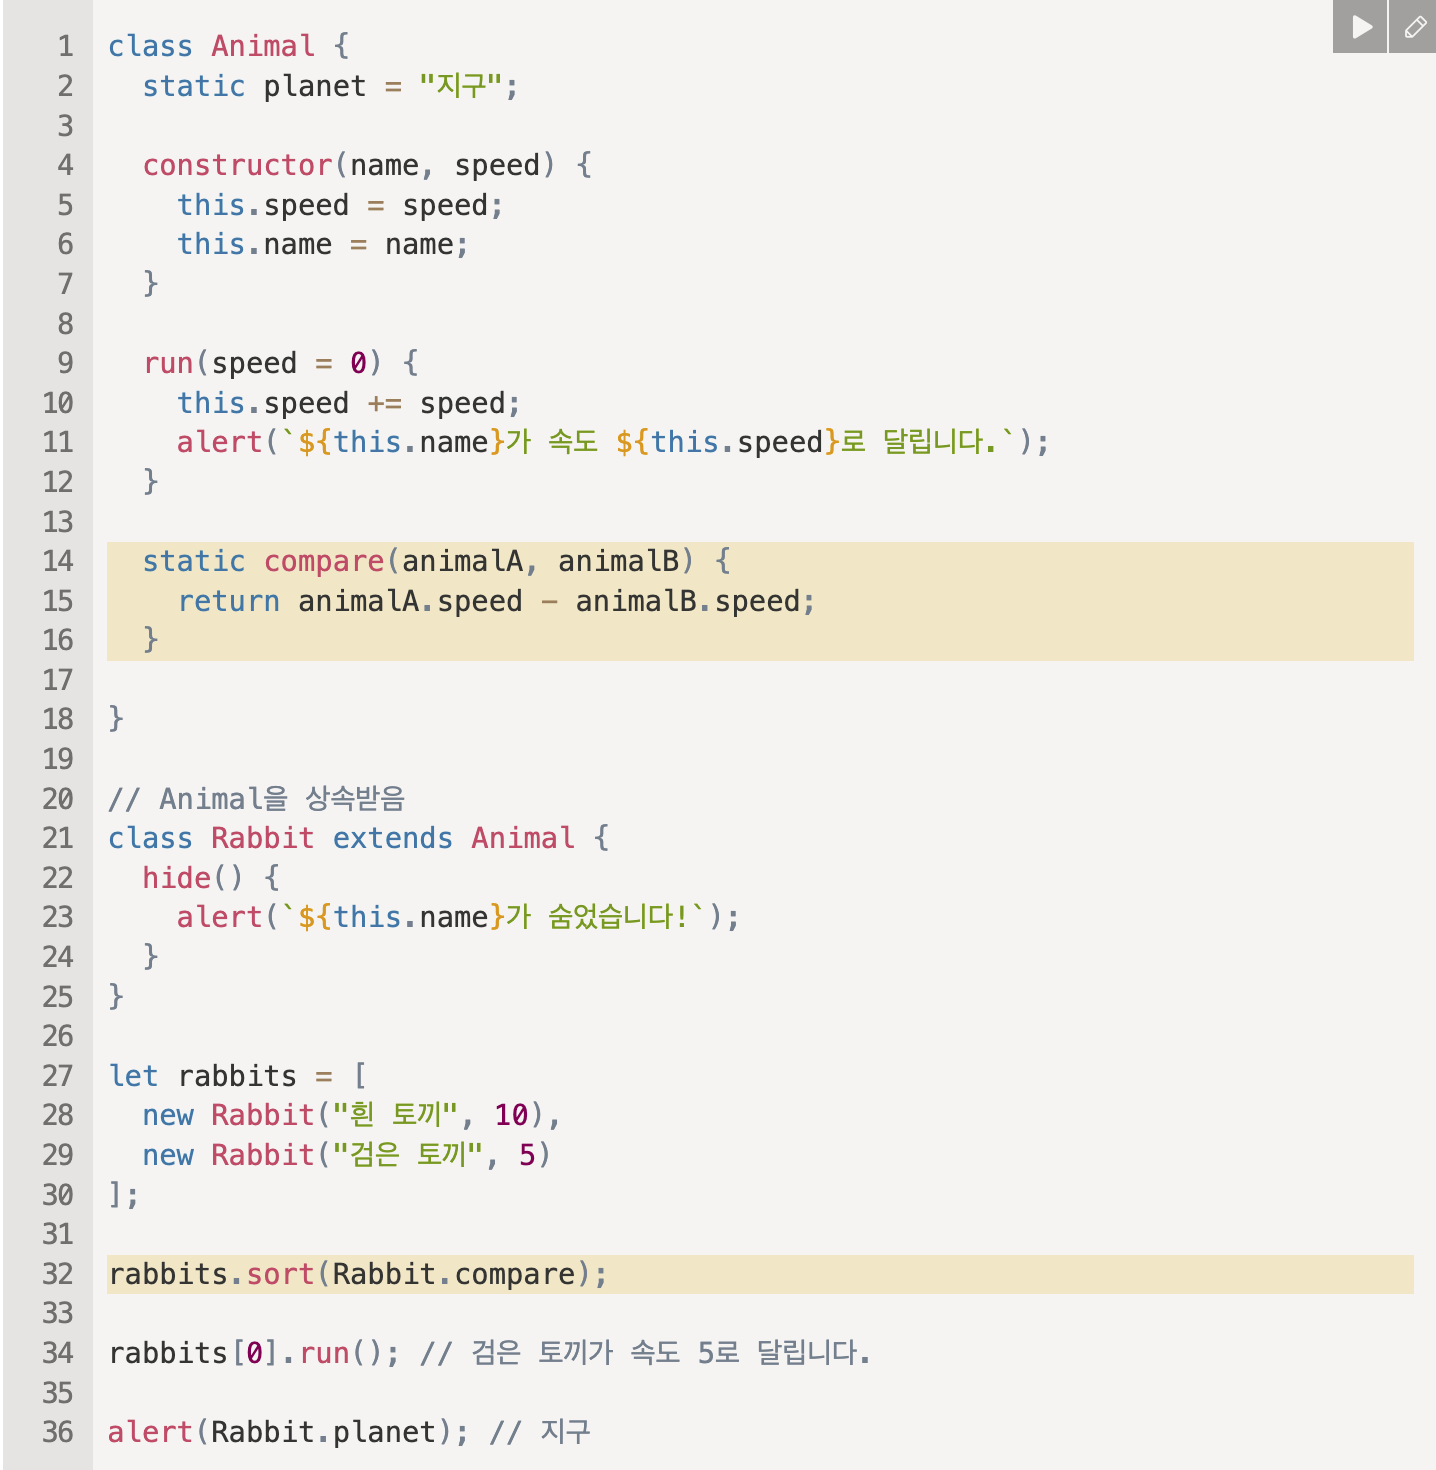 1 class Animal {
2   static planet = "지구";
3
4   constructor(name, speed) {
5     this.speed = speed;
6     this.name = name;
7   }
8
9   run(speed = 0) {
10     this.speed += speed;
11     alert(`${this.name}가 속도 ${this.speed}로 달립니다.`);
12   }
13
14   static compare(animalA, animalB) {
15     return animalA.speed - animalB.speed;
16   }
17
18 }
19
20 // Animal을 상속받음
21 class Rabbit extends Animal {
22   hide() {
23     alert(`${this.name}가 숨었습니다!`);
24   }
25 }
26
27 let rabbits = [
28   new Rabbit("흰 토끼", 10),
29   new Rabbit("검은 토끼", 5)
30 ];
31
32 rabbits.sort(Rabbit.compare);
33
34 rabbits[0].run(); // 검은 토끼가 속도 5로 달립니다.
35
36 alert(Rabbit.planet); // 지구